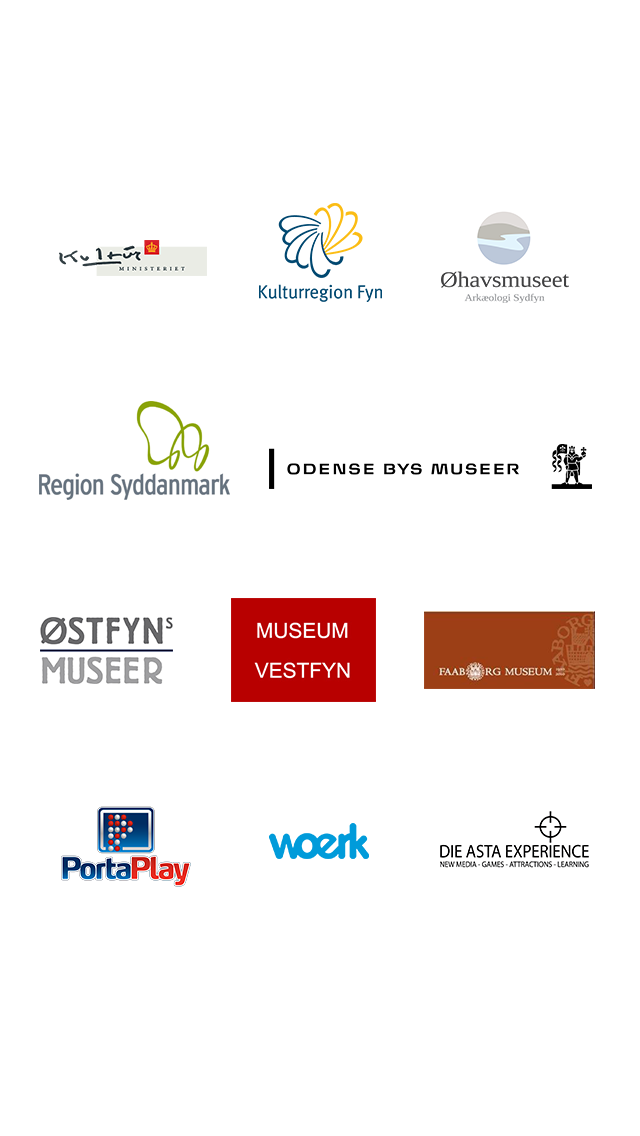 Kultur
MINISTERIET
Kulturregion Fyn
Øhavsmuseet
Arkæologi Sydfyn
Region Syddanmark
ODENSE BYS MUSEER
ØSTFYNS
MUSEER
MUSEUM
VESTFYN
FAABORG MUSEUM
PortaPlay
woerk
DIE ASTA EXPERIENCE
NEW MEDIA - GAMES - ATTRACTIONS - LEARNING